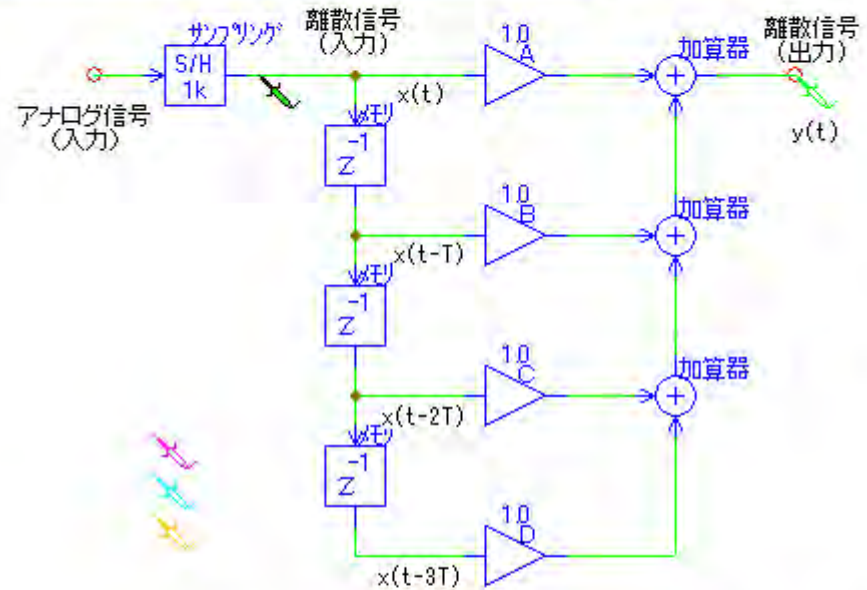 サンプリング
S/H
1k
アナログ信号
(入力)
離散信号
(入力)
x(t)
1.0
A
加算器
離散信号
(出力)
y(t)
メモリ
Z-1
x(t-T)
1.0
B
加算器
メモリ
Z-1
x(t-2T)
1.0
C
加算器
メモリ
Z-1
x(t-3T)
1.0
D